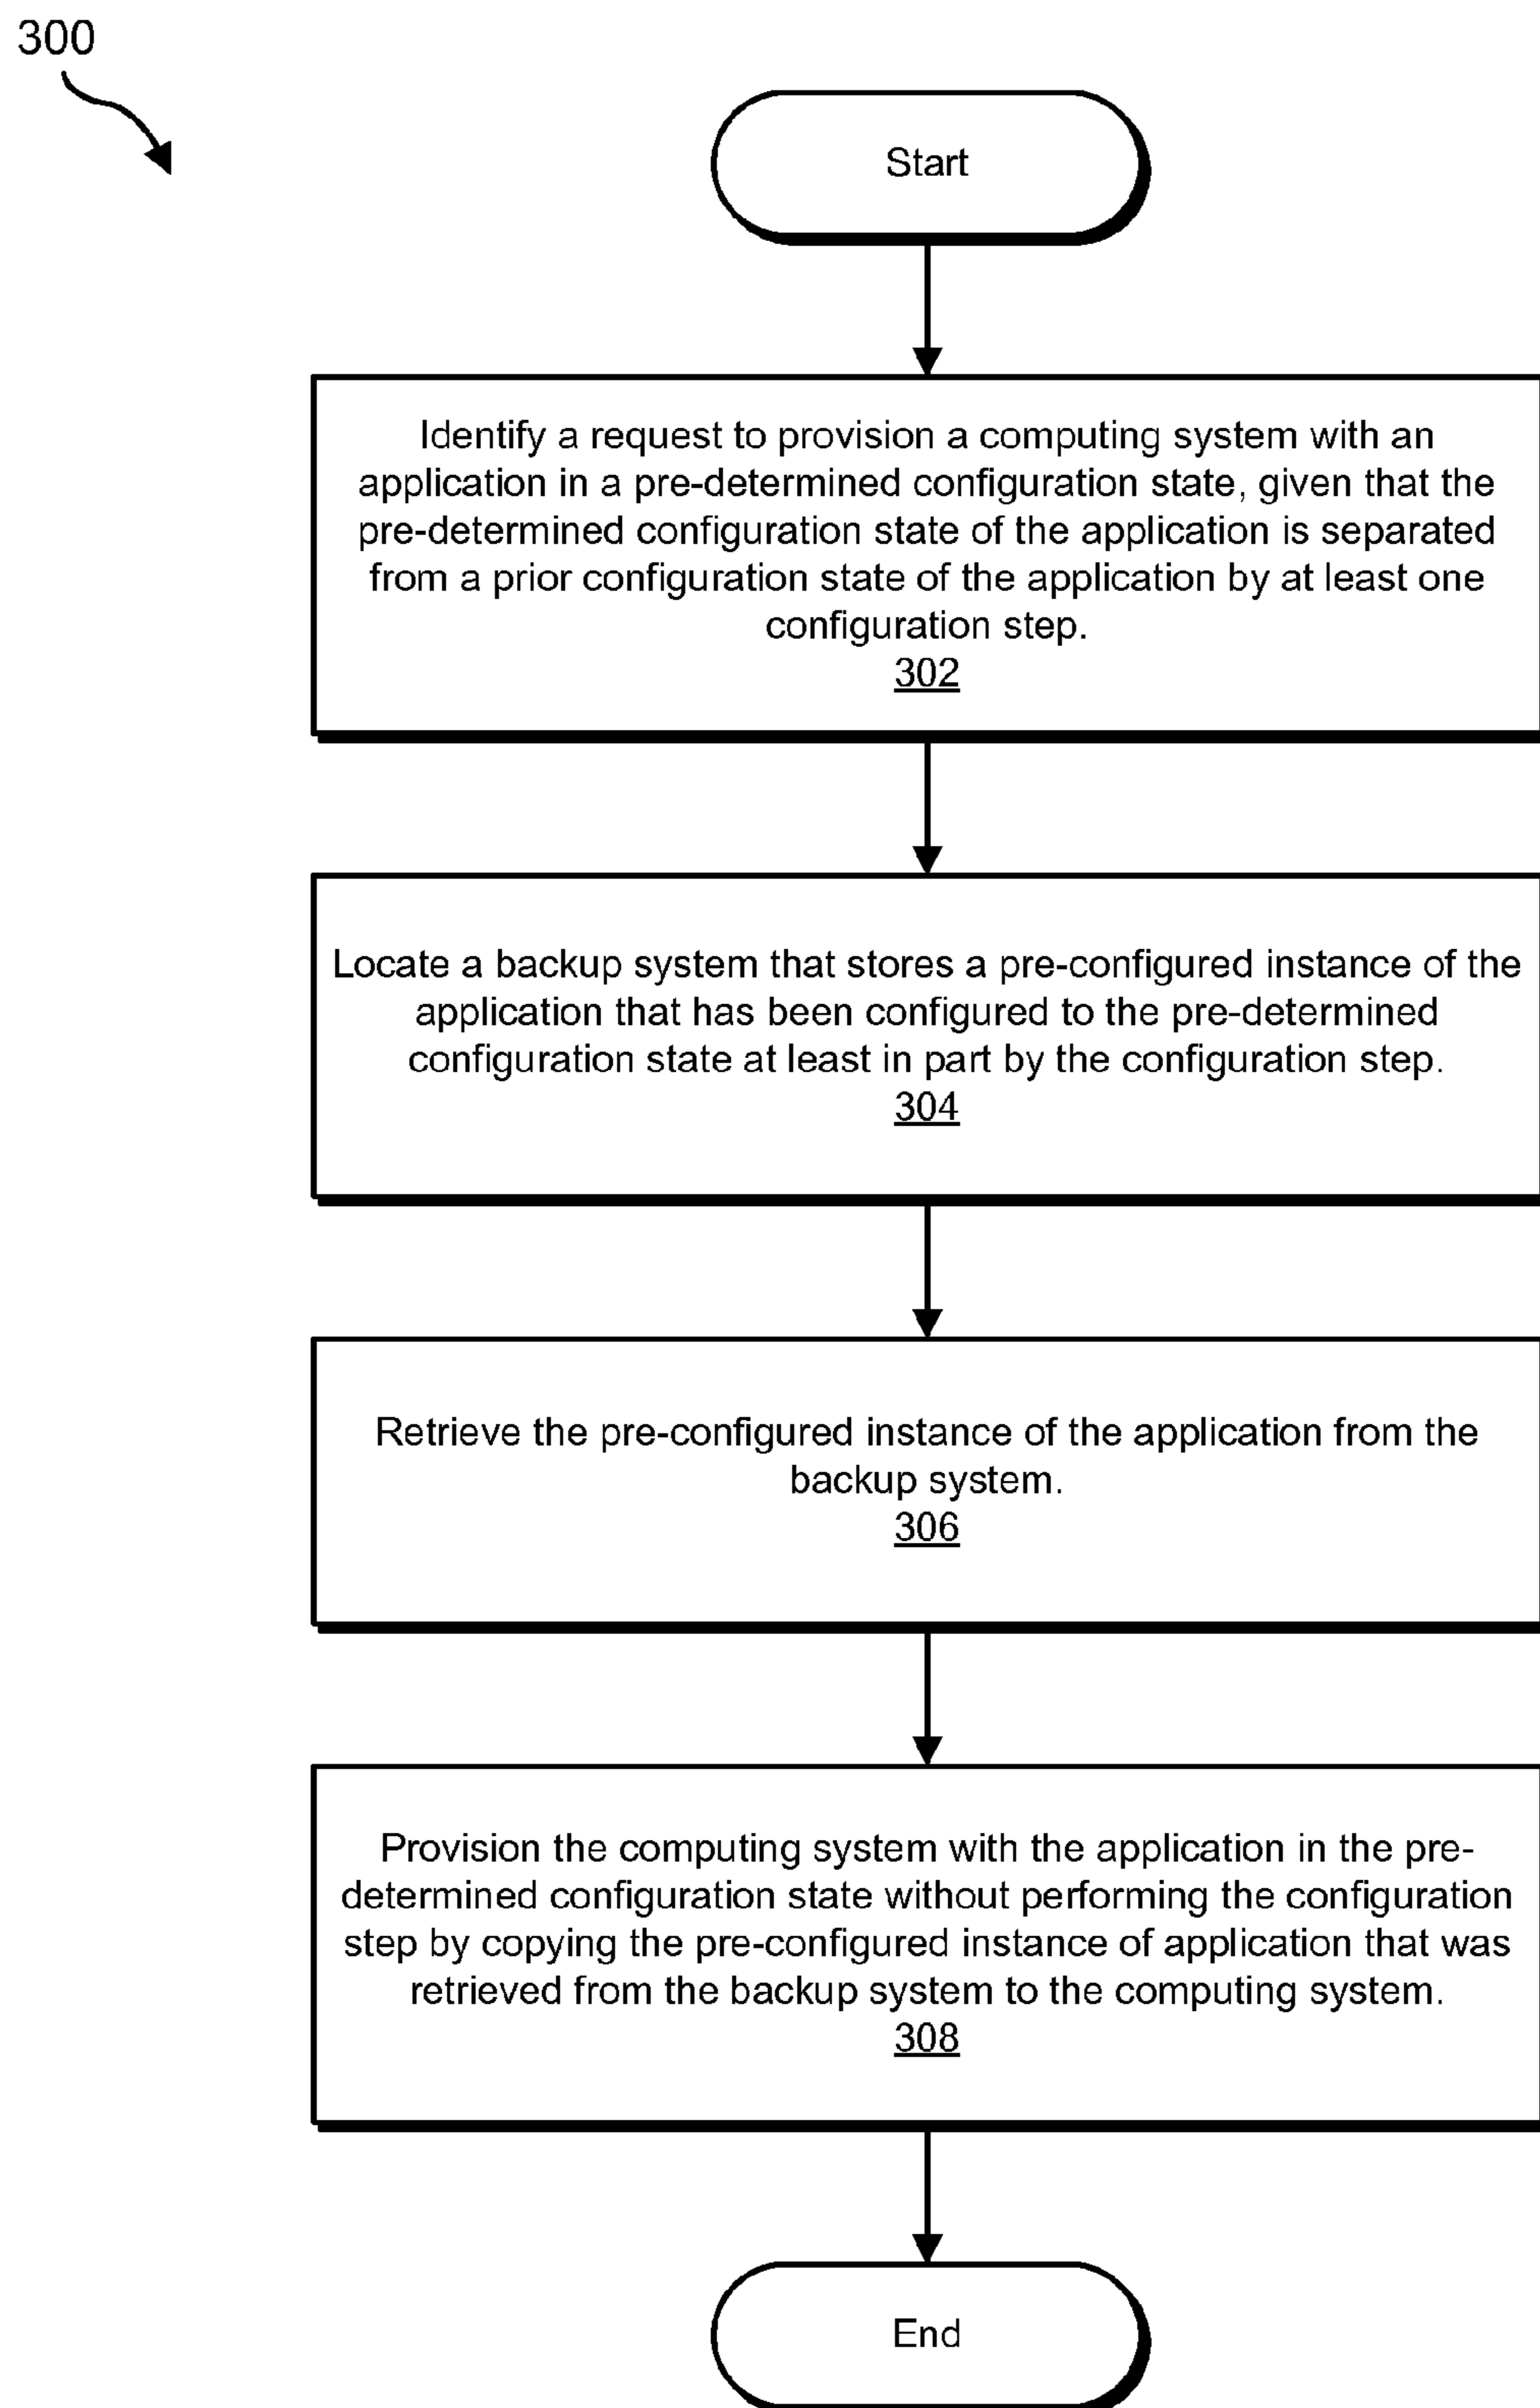 300
Start
Identify a request to provision a computing system with an
application in a pre-determined configuration state, given that the
pre-determined configuration state of the application is separated
from a prior configuration state of the application by at least one
configuration step.
302
Locate a backup system that stores a pre-configured instance of the
application that has been configured to the pre-determined
configuration state at least in part by the configuration step.
304
Retrieve the pre-configured instance of the application from the
backup system.
306
Provision the computing system with the application in the pre-
determined configuration state without performing the configuration
step by copying the pre-configured instance of application that was
retrieved from the backup system to the computing system.
308
End